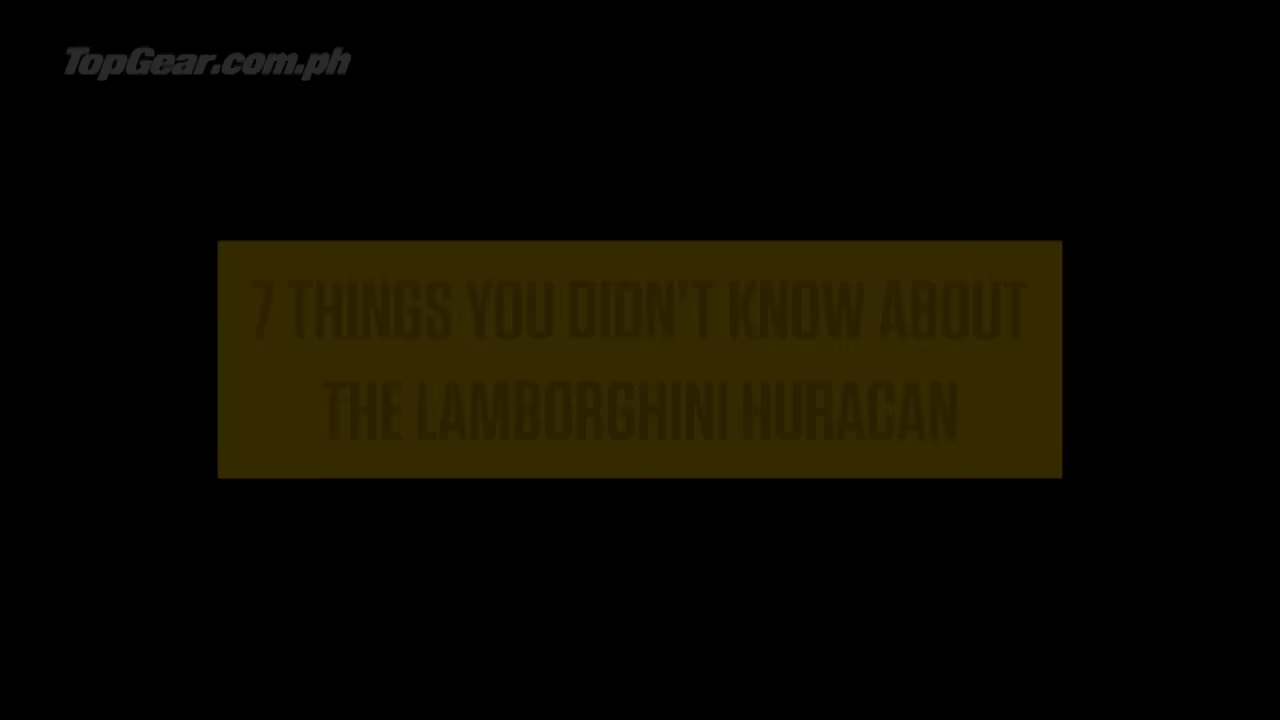 TopGear.com.ph
7 THINGS YOU DIDN'T KNOW ABOUT
THE LAMBORGHINI HURACAN